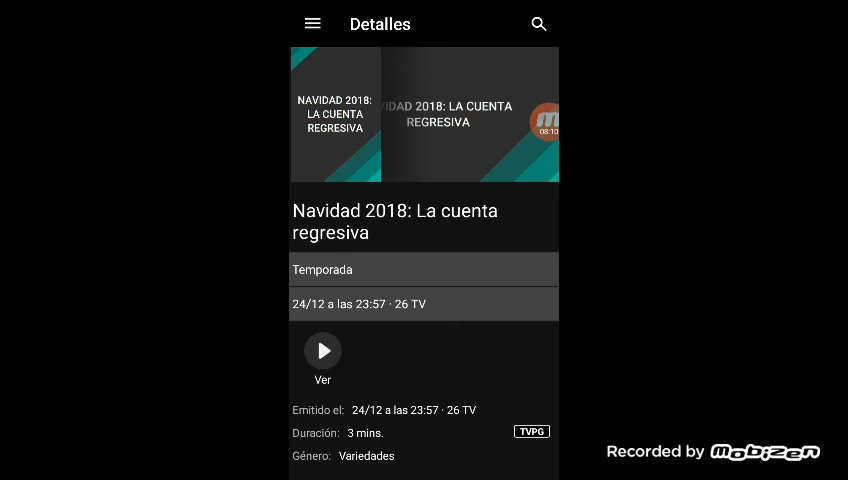 Detalles
NAVIDAD 2018:
LA CUENTA
REGRESIVA
VIDAD 2018: LA CUENTA
REGRESIVA
08:10
Navidad 2018: La cuenta
regresiva
Temporada
24/12 a las 23:57 · 26 TV
Ver
Emitido el: 24/12 a las 23:57 · 26 TV
Duración: 3 mins.
TVPG
Género: Variedades
Recorded by mobizen